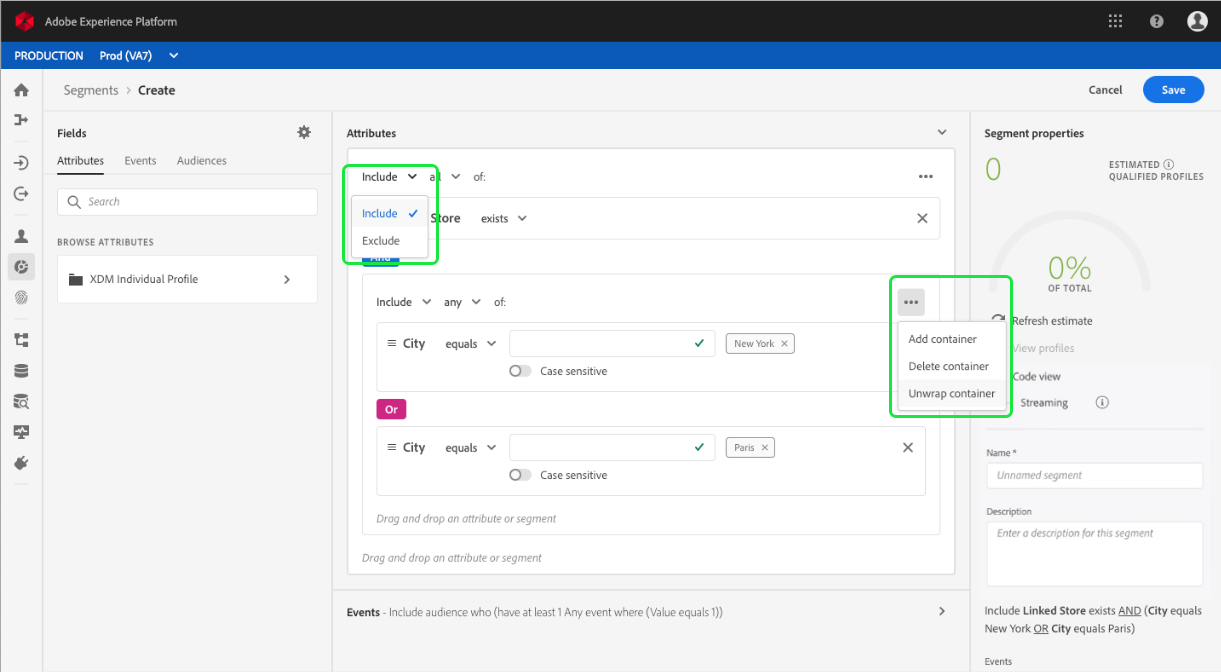 Adobe Experience Platform
PRODUCTION Prod (VA7)
Segments > Create
Cancel
Save
Fields
Attributes Events Audiences
Search
BROWSE ATTRIBUTES
XDM Individual Profile
Attributes
Include all of:
Include
Exclude
Store exists
And
Include any of:
Add container
Delete container
Unwrap container
City equals New York
Case sensitive
Or
City equals Paris
Case sensitive
Drag and drop an attribute or segment
Drag and drop an attribute or segment
Events - Include audience who (have at least 1 Any event where (Value equals 1))
Segment properties
0
ESTIMATED
QUALIFIED PROFILES
0%
OF TOTAL
Refresh estimate
View profiles
Code view
Streaming
Name *
Unnamed segment
Description
Enter a description for this segment
Include Linked Store exists AND (City equals
New York OR City equals Paris)
Events